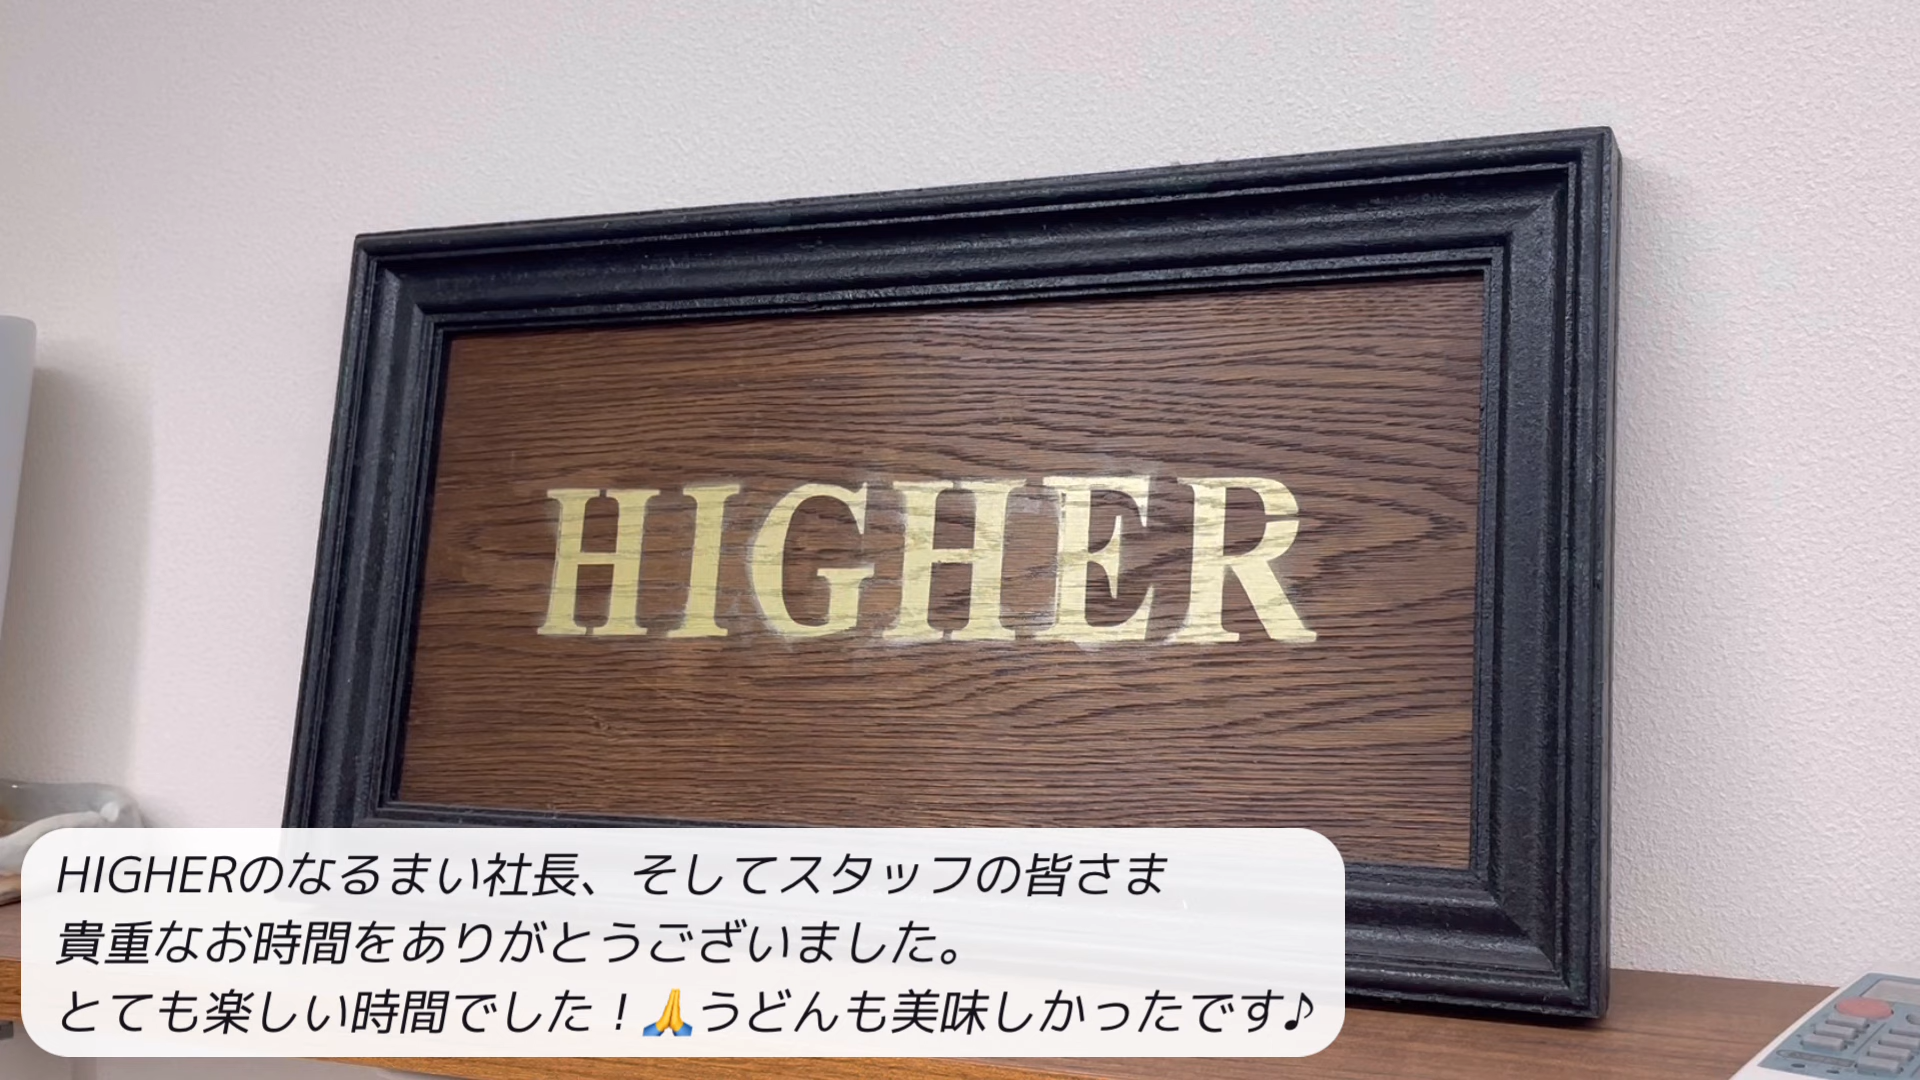 HIGHER
HIGHERのなるまい社長、そしてスタッフの皆さま
貴重なお時間をありがとうございました。
とても楽しい時間でした！🙏うどんも美味しかったです♪